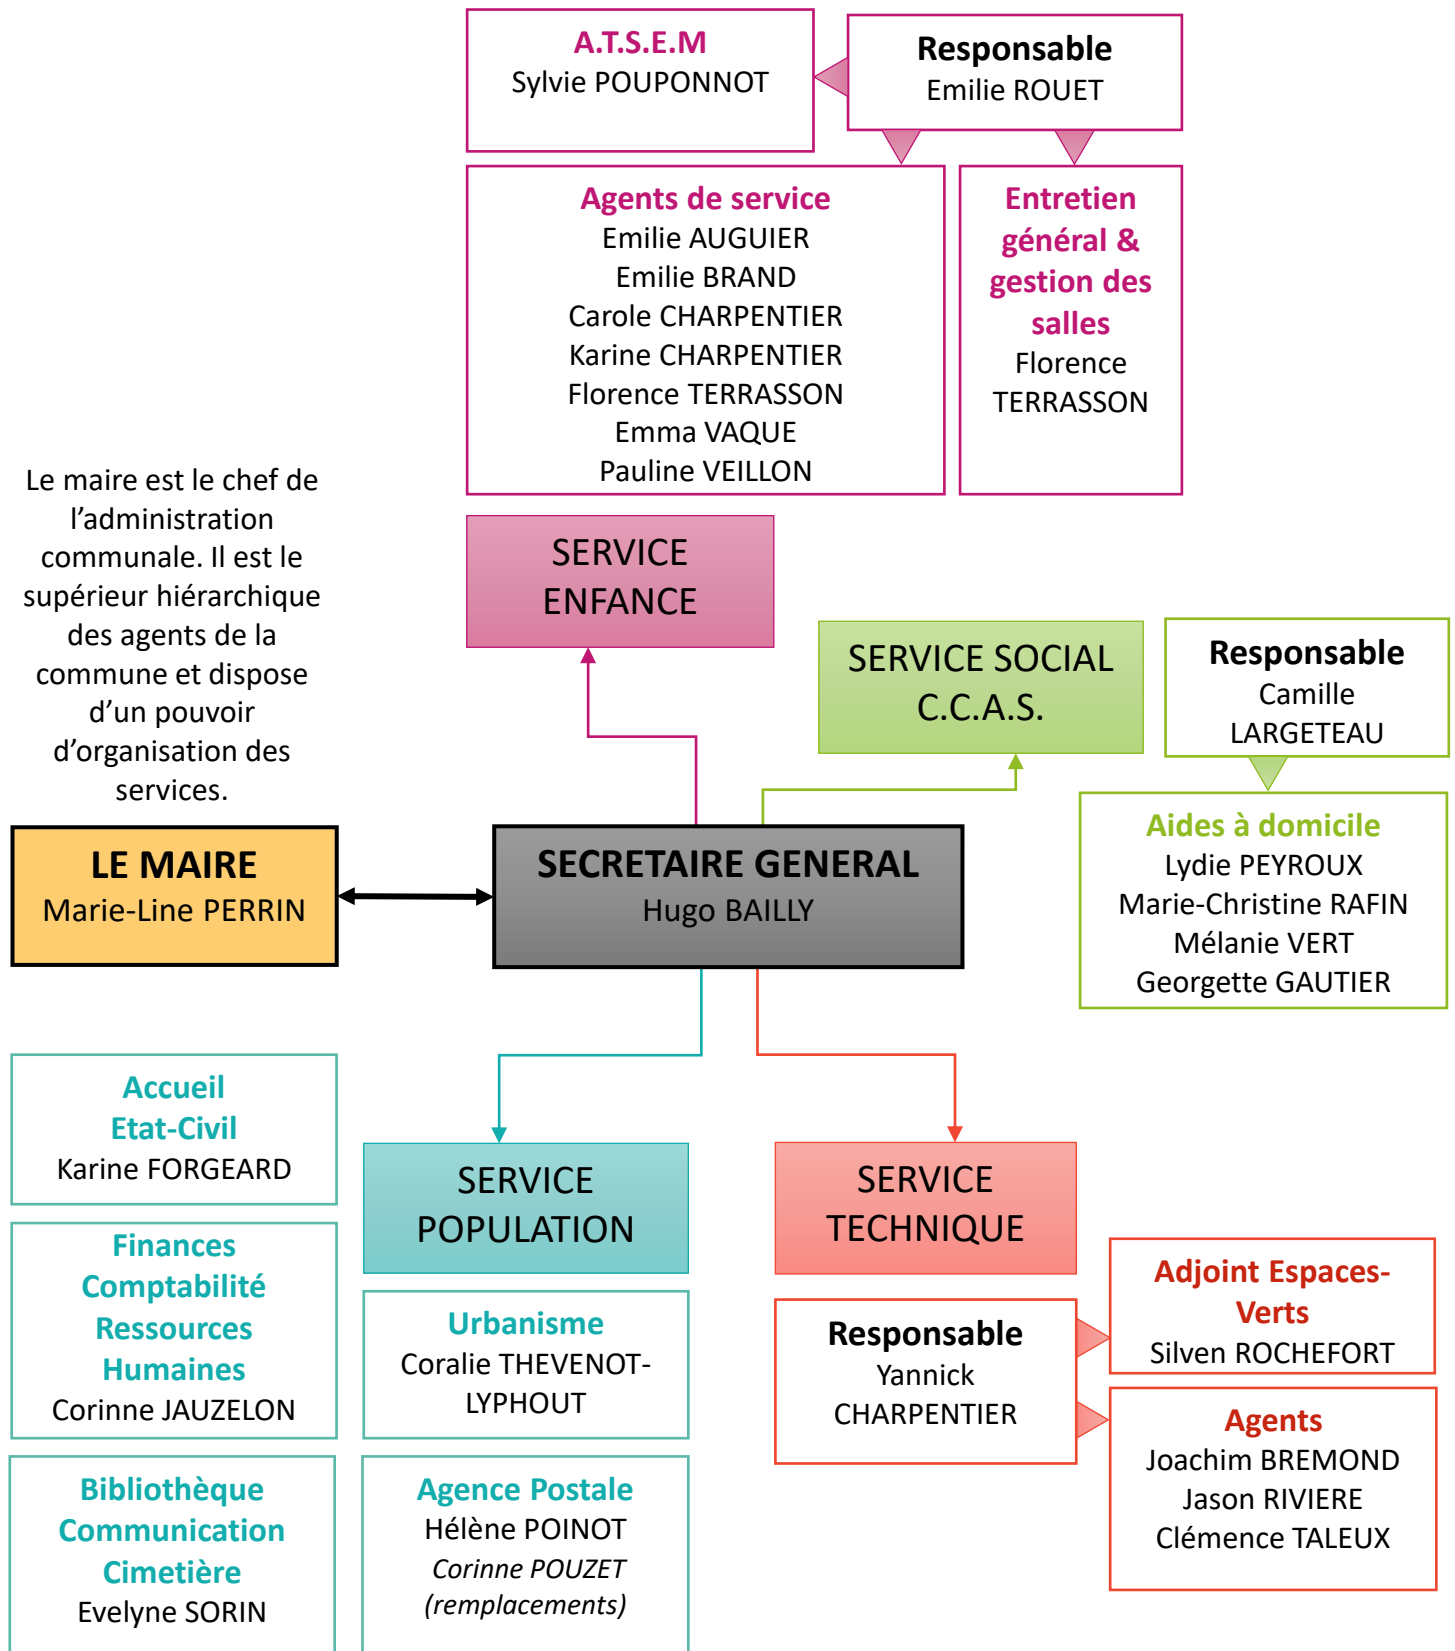 A.T.S.E.M
Sylvie POUPONNOT
Responsable
Emilie ROUET
Agents de service
Emilie AUGUIER
Emilie BRAND
Carole CHARPENTIER
Karine CHARPENTIER
Florence TERRASSON
Emma VAQUE
Pauline VEILLON
Entretien
général &
gestion des
salles
Florence
TERRASSON
Le maire est le chef de
l’administration
communale. Il est le
supérieur hiérarchique
des agents de la
commune et dispose
d’un pouvoir
d’organisation des
services.
SERVICE
ENFANCE
SERVICE SOCIAL
C.C.A.S.
Responsable
Camille
LARGETEAU
Aides à domicile
Lydie PEYROUX
Marie-Christine RAFIN
Mélanie VERT
Georgette GAUTIER
LE MAIRE
Marie-Line PERRIN
SECRETAIRE GENERAL
Hugo BAILLY
Accueil
Etat-Civil
Karine FORGEARD
Finances
Comptabilité
Ressources
Humaines
Corinne JAUZELON
Bibliothèque
Communication
Cimetière
Evelyne SORIN
SERVICE
POPULATION
Urbanisme
Coralie THEVENOT-
LYPHOUT
Agence Postale
Hélène POINOT
Corinne POUZET
(remplacements)
SERVICE
TECHNIQUE
Responsable
Yannick
CHARPENTIER
Adjoint Espaces-
Verts
Silven ROCHEFORT
Agents
Joachim BREMOND
Jason RIVIERE
Clémence TALEUX